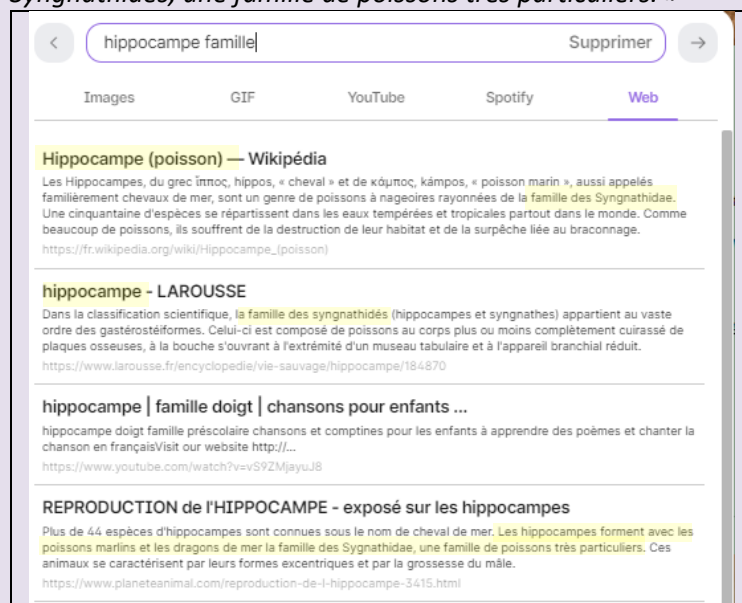 Syngnathidés, une famille de poissons très particuliers. »
hippocampe famille
Supprimer
Images GIF YouTube Spotify Web
Hippocampe (poisson) — Wikipédia
Les Hippocampes, du grec ἵππος, híppos, « cheval » et de κάμπος, kámpos, « poisson marin », aussi appelés
familièrement chevaux de mer, sont un genre de poissons à nageoires rayonnées de la famille des Syngnathidae.
Une cinquantaine d'espèces se répartissent dans les eaux tempérées et tropicales partout dans le monde. Comme
beaucoup de poissons, ils souffrent de la destruction de leur habitat et de la surpêche liée au braconnage.
https://fr.wikipedia.org/wiki/Hippocampe_(poisson)
hippocampe - LAROUSSE
Dans la classification scientifique, la famille des syngnathidés (hippocampes et syngnathes) appartient au vaste
ordre des gastérostéiformes. Celui-ci est composé de poissons au corps plus ou moins complètement cuirassé de
plaques osseuses, à la bouche s'ouvrant à l'extrémité d'un museau tabulaire et à l'appareil branchial réduit.
https://www.larousse.fr/encyclopedie/vie-sauvage/hippocampe/184870
hippocampe | famille doigt | chansons pour enfants ...
hippocampe doigt famille préscolaire chansons et comptines pour les enfants à apprendre des poèmes et chanter la
chanson en françaisVisit our website http://...
https://www.youtube.com/watch?v=vS9ZMjayuJ8
REPRODUCTION de l'HIPPOCAMPE - exposé sur les hippocampes
Plus de 44 espèces d'hippocampes sont connues sous le nom de cheval de mer. Les hippocampes forment avec les
poissons marlins et les dragons de mer la famille des Sygnathidae, une famille de poissons très particuliers. Ces
animaux se caractérisent par leurs formes excentriques et par la grossesse du mâle.
https://www.planeteanimal.com/reproduction-de-l-hippocampe-3415.html